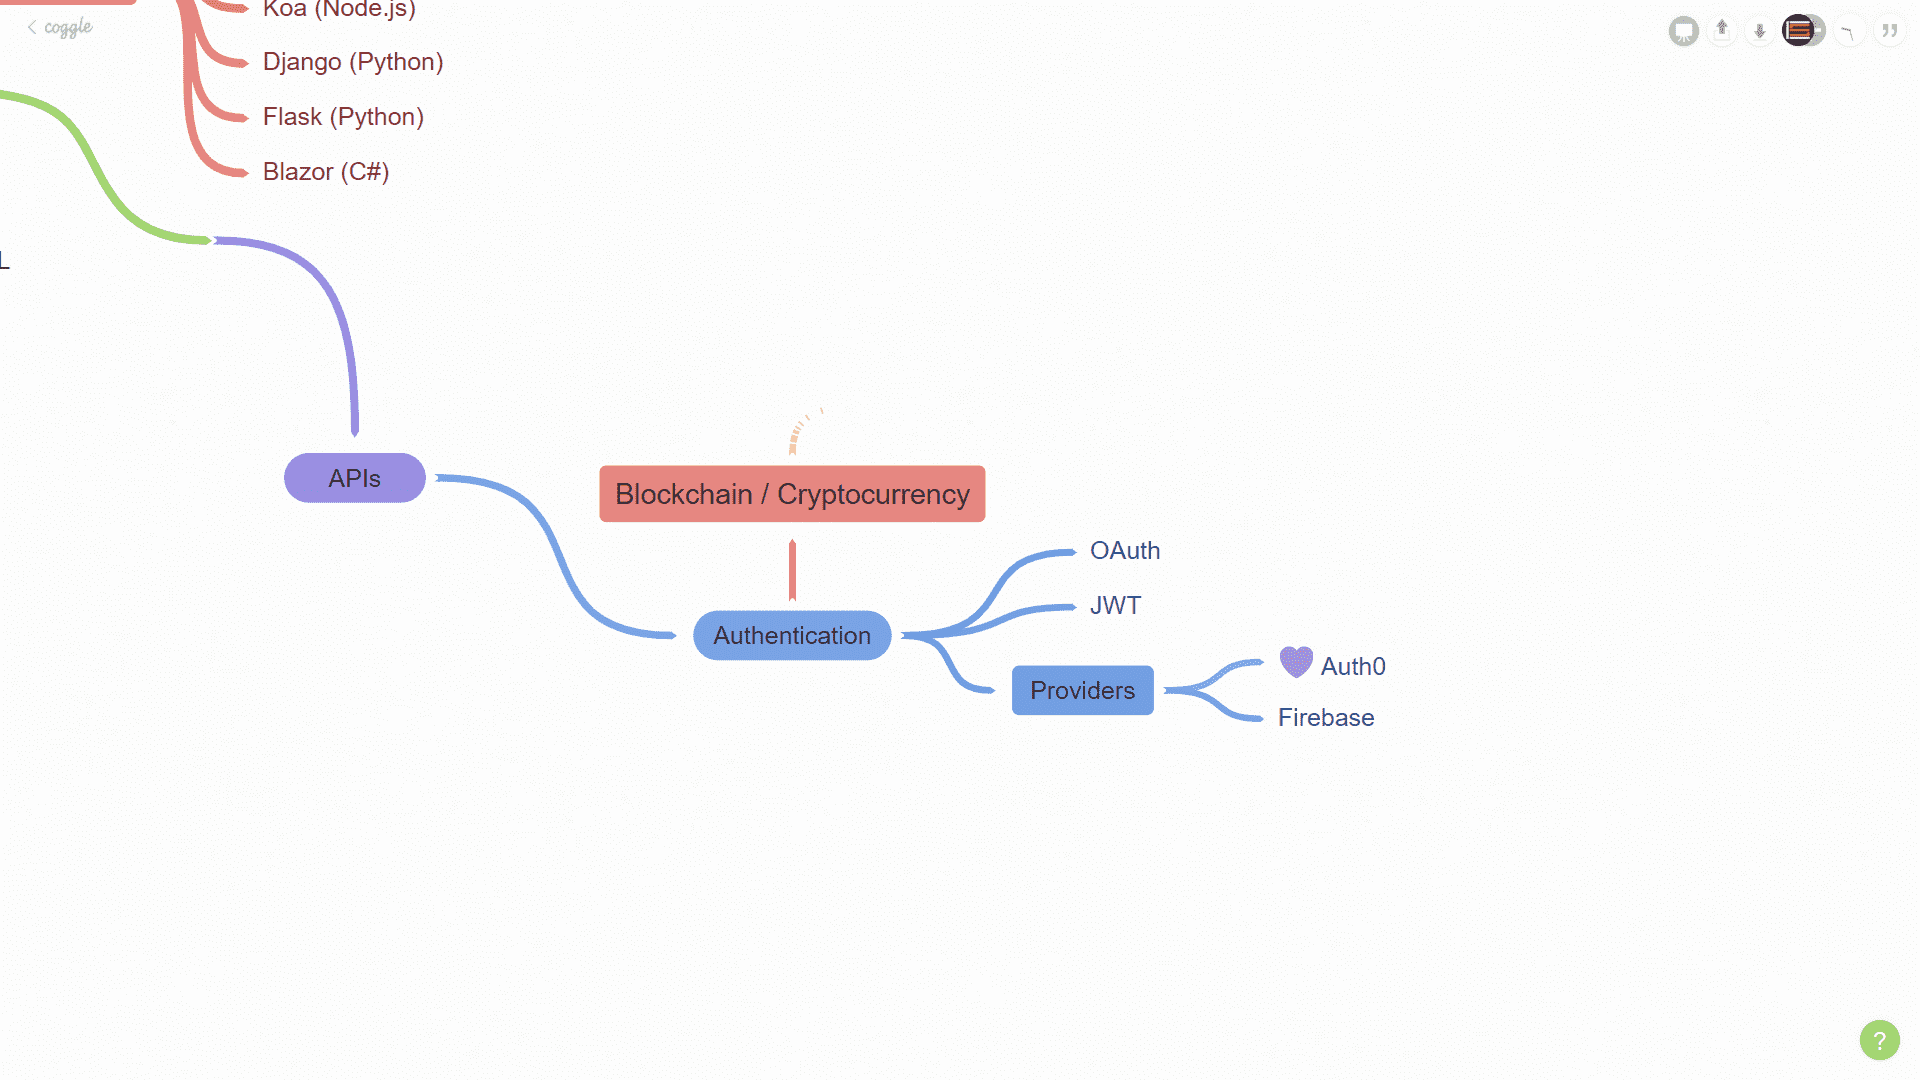 Koa (Node.js)
coggle
Django (Python)
Flask (Python)
Blazor (C#)
L
APIs
Blockchain / Cryptocurrency
OAuth
JWT
Authentication
Auth0
Providers
Firebase
?